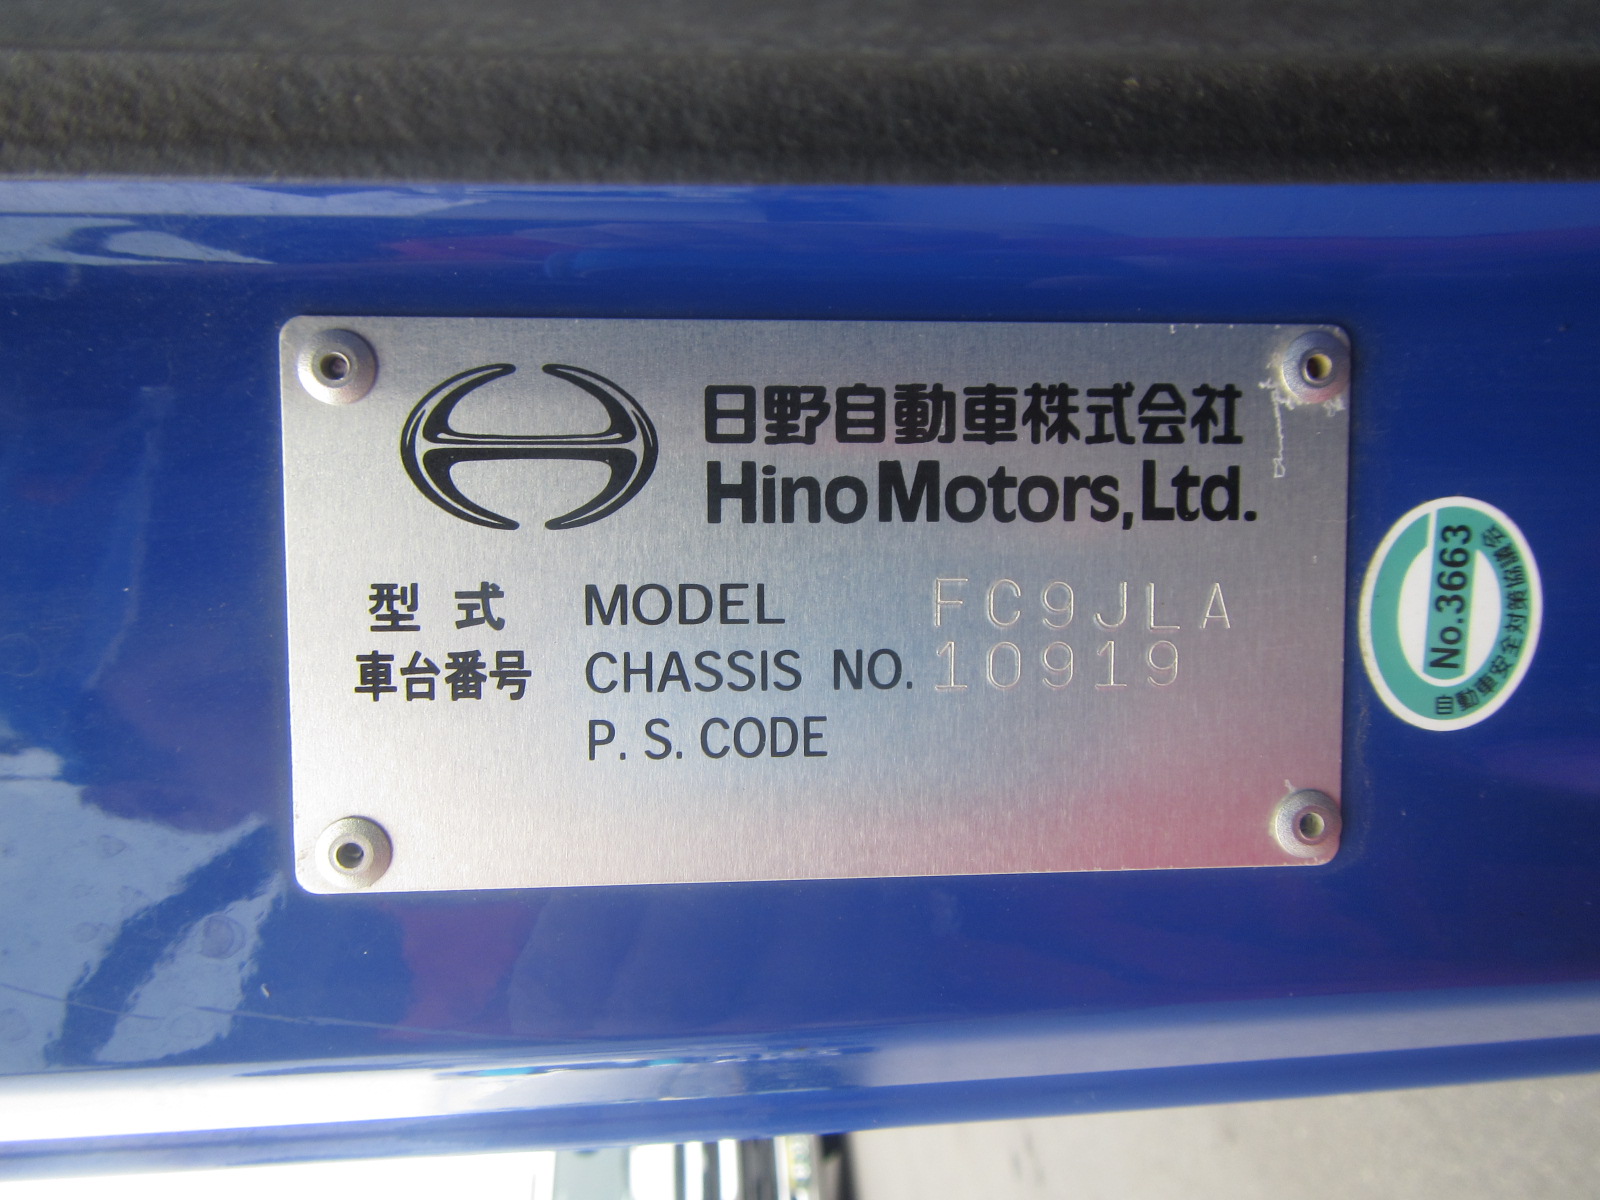 日野自動車株式会社
Hino Motors, Ltd.
型式 MODEL FC9JLA
車台番号 CHASSIS NO. 10919
P. S. CODE
No.3663
自動車安全対策協議会